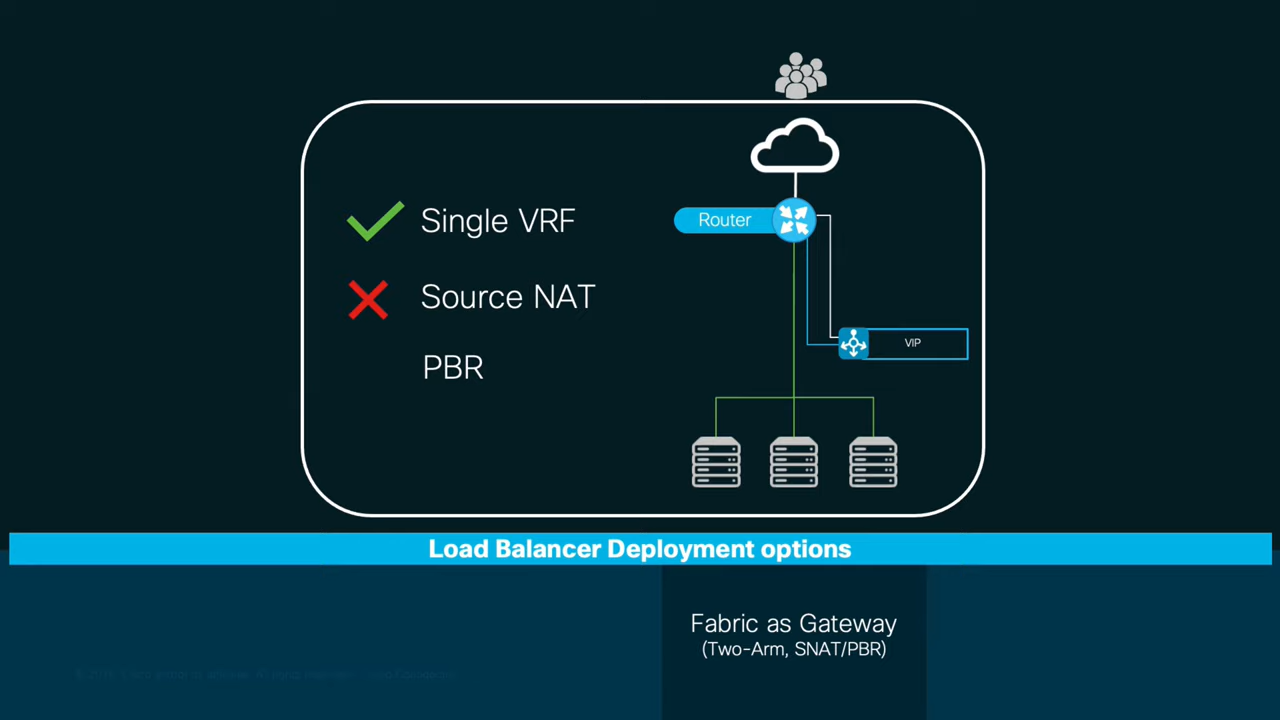 Single VRF
Router
Source NAT
VIP
PBR
Load Balancer Deployment options
Fabric as Gateway
(Two-Arm, SNAT/PBR)